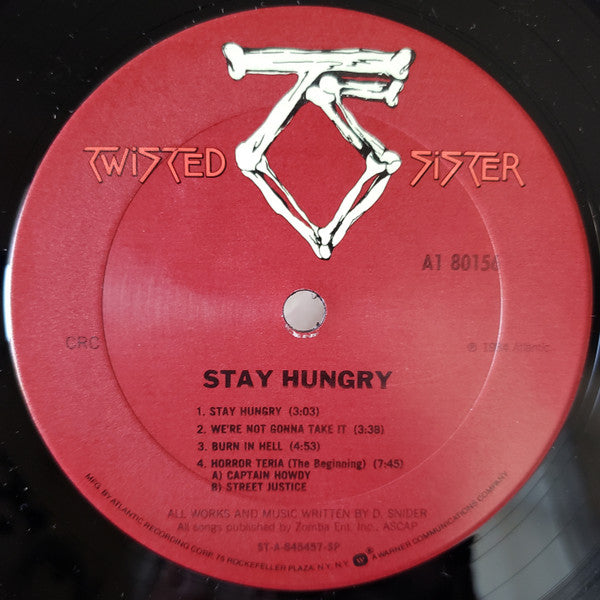 TWISTED SISTER
A1 80156
CRC
℗ 1984 Atlantic.
STAY HUNGRY
1. STAY HUNGRY (3:03)
2. WE'RE NOT GONNA TAKE IT (3:38)
3. BURN IN HELL (4:53)
4. HORROR TERIA (The Beginning) (7:45)
A) CAPTAIN HOWDY
B) STREET JUSTICE
ALL WORKS AND MUSIC WRITTEN BY D. SNIDER
All songs published by Zomba Ent. Inc., ASCAP
ST-A-845457-SP
MFG. BY ATLANTIC RECORDING CORP. 75 ROCKEFELLER PLAZA, N.Y. N.Y. ® A WARNER COMMUNICATIONS COMPANY